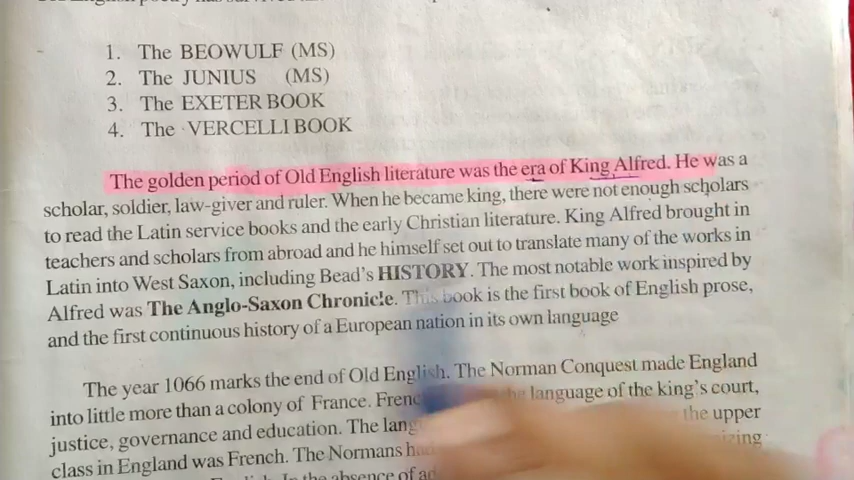 1. The BEOWULF (MS)
2. The JUNIUS (MS)
3. The EXETER BOOK
4. The VERCELLI BOOK
The golden period of Old English literature was the era of King Alfred. He was a
scholar, soldier, law-giver and ruler. When he became king, there were not enough scholars
to read the Latin service books and the early Christian literature. King Alfred brought in
teachers and scholars from abroad and he himself set out to translate many of the works in
Latin into West Saxon, including Bead's HISTORY. The most notable work inspired by
Alfred was The Anglo-Saxon Chronicle. This book is the first book of English prose,
and the first continuous history of a European nation in its own language
The year 1066 marks the end of Old English. The Norman Conquest made England
into little more than a colony of France. the language of the king's court,
justice, governance and education. The the upper
class in England was French. The Normans
In the absence of